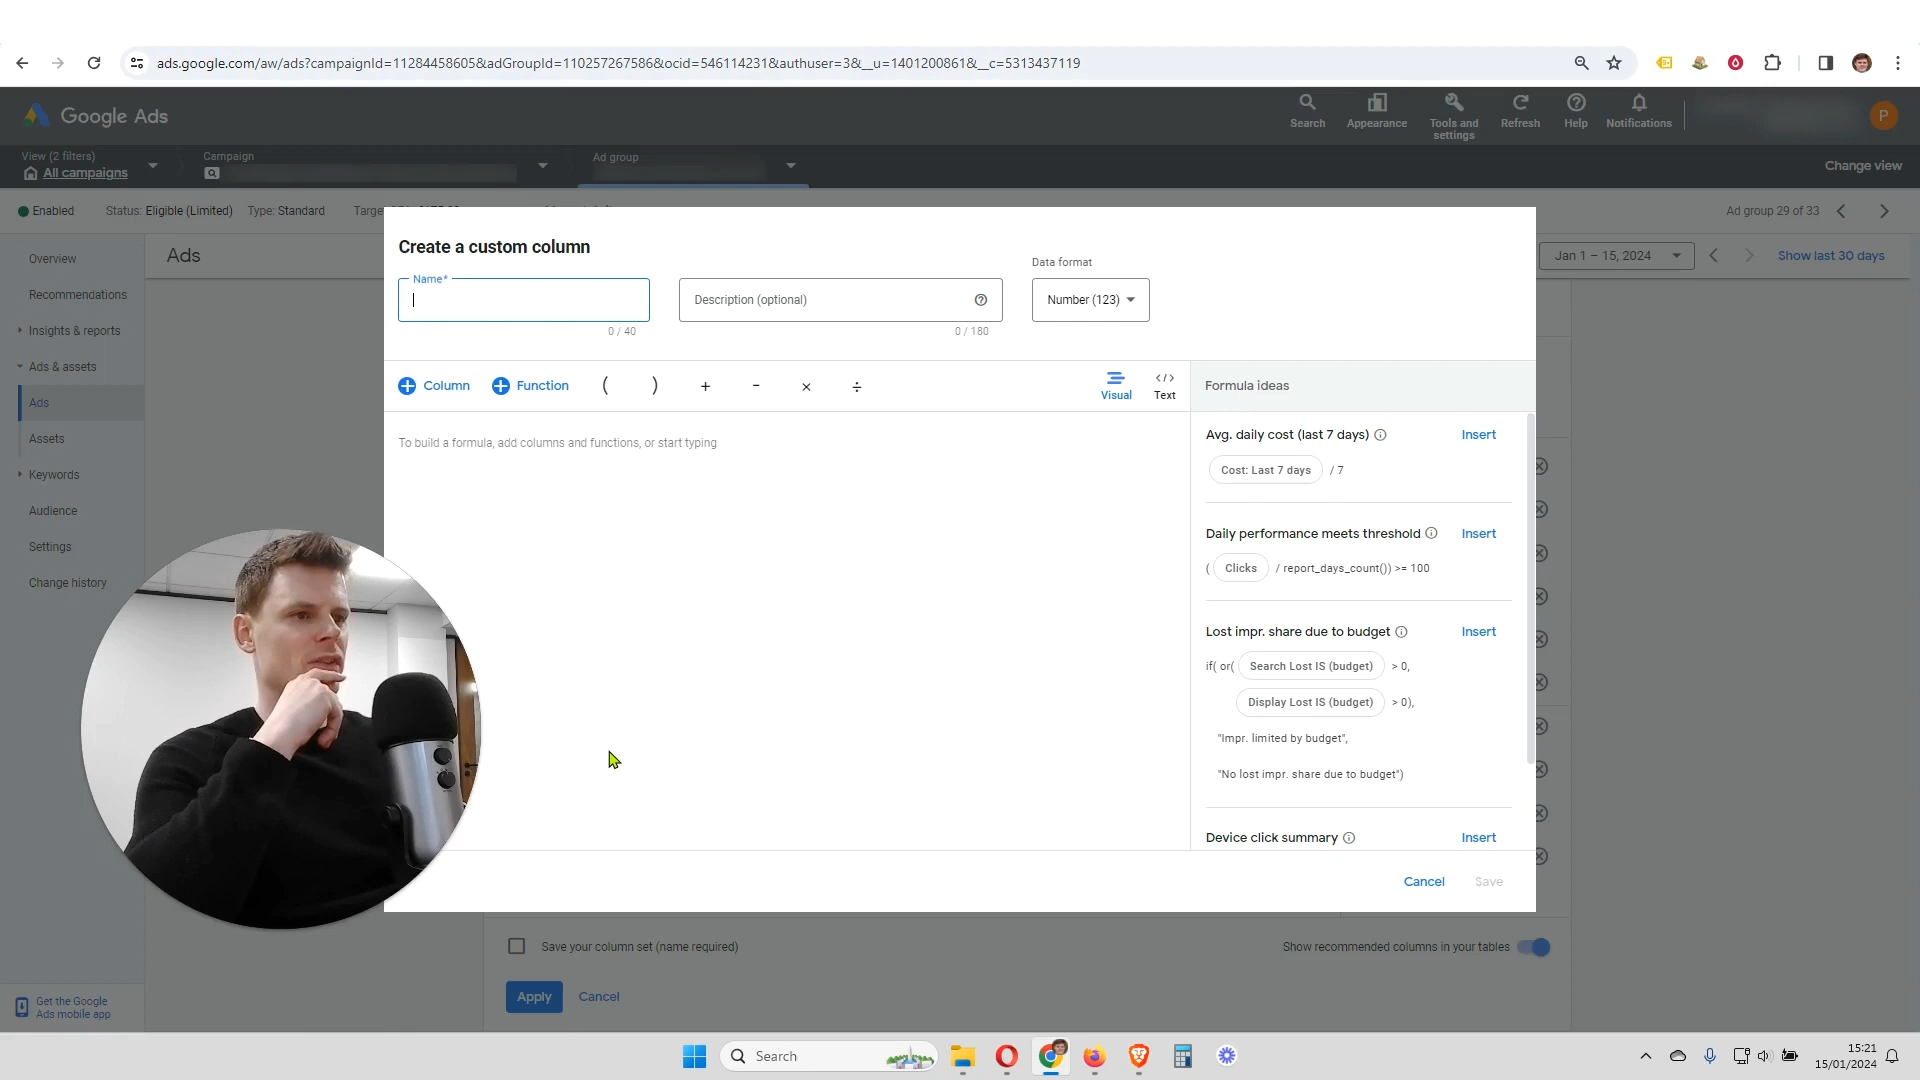 ads.google.com/aw/ads?campaignId=11284458605&adGroupId=110257267586&ocid=546114231&authuser=3&__u=1401200861&__c=5313437119
Google Ads
Search
Appearance
Tools and
settings
Refresh
Help
Notifications
P
View (2 filters)
All campaigns
Campaign
Ad group
Change view
Enabled
Status: Eligible (Limited)
Type: Standard
Ad group 29 of 33
Ads
Jan 1 – 15, 2024
Show last 30 days
Overview
Recommendations
Insights & reports
Ads & assets
Ads
Assets
Keywords
Audience
Settings
Change history
Get the Google
Ads mobile app
Create a custom column
Name*
0 / 40
Description (optional)
0 / 180
Data format
Number (123)
Column
Function
( ) + - × ÷
Visual
Text
To build a formula, add columns and functions, or start typing
Formula ideas
Avg. daily cost (last 7 days)
Insert
Cost: Last 7 days / 7
Daily performance meets threshold
Insert
( Clicks / report_days_count()) >= 100
Lost impr. share due to budget
Insert
if( or( Search Lost IS (budget) > 0,
Display Lost IS (budget) > 0),
"Impr. limited by budget",
"No lost impr. share due to budget")
Device click summary
Insert
Cancel
Save
Save your column set (name required)
Show recommended columns in your tables
Apply
Cancel
Search
15:21
15/01/2024